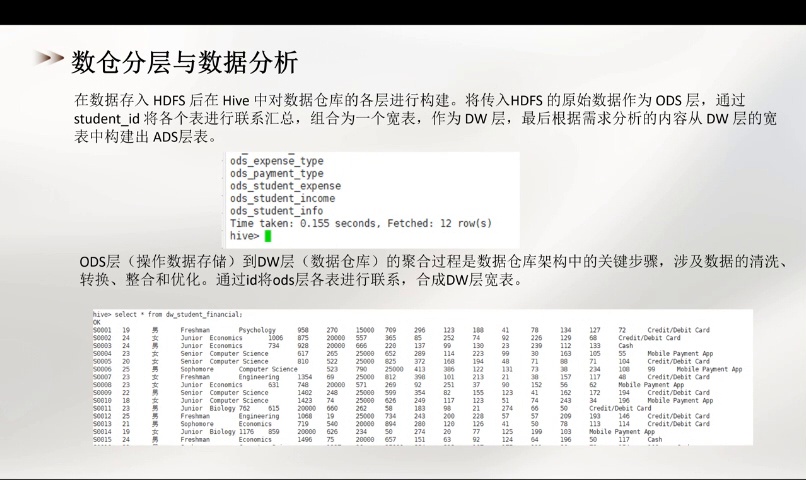 数仓分层与数据分析
在数据存入 HDFS 后在 Hive 中对数据仓库的各层进行构建。将传入HDFS 的原始数据作为 ODS 层，通过
student_id 将各个表进行联系汇总，组合为一个宽表，作为 DW 层，最后根据需求分析的内容从 DW 层的宽
表中构建出 ADS层表。
ods_expense_type
ods_payment_type
ods_student_expense
ods_student_income
ods_student_info
Time taken: 0.155 seconds, Fetched: 12 row(s)
hive>
ODS层（操作数据存储）到DW层（数据仓库）的聚合过程是数据仓库架构中的关键步骤，涉及数据的清洗、
转换、整合和优化。通过id将ods层各表进行联系，合成DW层宽表。
hive> select * from dw_student_financial;
OK
S0001 19 男 Freshman Psychology 958 270 15000 709 296 123 188 41 78 134 127 72 Credit/Debit Card
S0002 24 女 Junior Economics 1006 875 20000 557 365 85 252 74 92 226 129 68 Credit/Debit Card
S0003 24 男 Junior Economics 734 928 20000 666 220 137 99 130 23 239 112 133 Cash
S0004 23 女 Senior Computer Science 617 265 25000 652 289 114 223 99 30 163 105 55 Mobile Payment App
S0005 20 女 Senior Computer Science 810 522 25000 825 372 168 194 48 71 88 71 104 Credit/Debit Card
S0006 25 男 Sophomore Computer Science 523 790 25000 413 386 122 131 73 38 234 108 99 Mobile Payment App
S0007 23 女 Freshman Engineering 1354 69 25000 812 398 101 213 21 38 157 117 48 Credit/Debit Card
S0008 23 女 Junior Economics 631 748 20000 571 269 92 251 37 90 152 56 62 Mobile Payment App
S0009 22 男 Senior Computer Science 1402 248 25000 599 354 82 155 123 41 162 172 194 Credit/Debit Card
S0010 18 女 Junior Computer Science 1423 74 25000 626 249 117 123 51 74 243 34 196 Mobile Payment App
S0011 23 男 Junior Biology 762 615 20000 660 262 58 183 98 21 274 66 50 Credit/Debit Card
S0012 25 男 Freshman Engineering 1068 19 25000 734 243 200 228 57 57 209 193 146 Credit/Debit Card
S0013 21 男 Sophomore Economics 719 540 20000 894 280 120 126 41 50 78 113 114 Credit/Debit Card
S0014 19 女 Junior Biology 1176 859 20000 626 234 50 274 20 77 125 199 103 Mobile Payment App
S0015 24 男 Freshman Economics 1496 75 20000 657 151 63 92 124 64 196 50 117 Cash